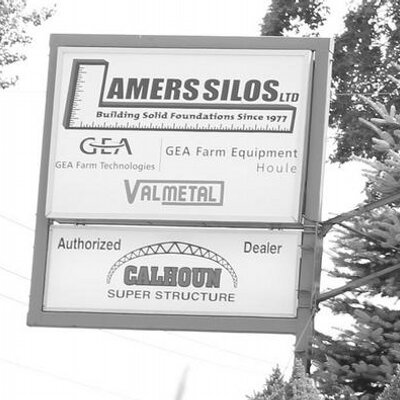 LAMERS SILOS LTD
Building Solid Foundations Since 1977
GEA
GEA Farm Technologies
GEA Farm Equipment
Houle
VALMETAL
Authorized Dealer
CALHOUN
SUPER STRUCTURE